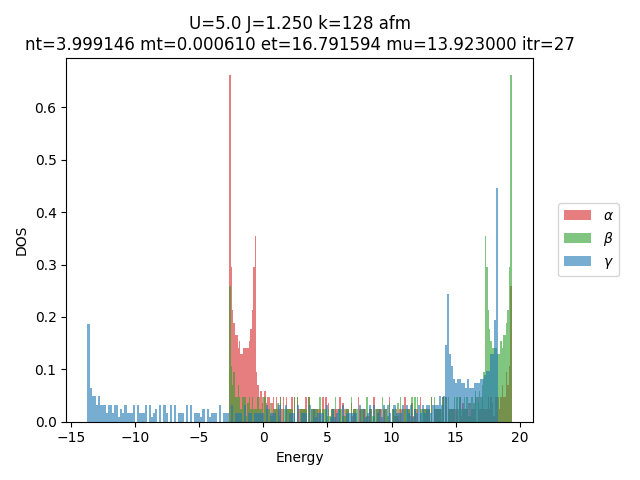 U=5.0 J=1.250 k=128 afm
nt=3.999146 mt=0.000610 et=16.791594 mu=13.923000 itr=27
DOS
0.6
0.5
0.4
0.3
0.2
0.1
0.0
−15
−10
−5
0
5
10
15
20
Energy
α
β
γ